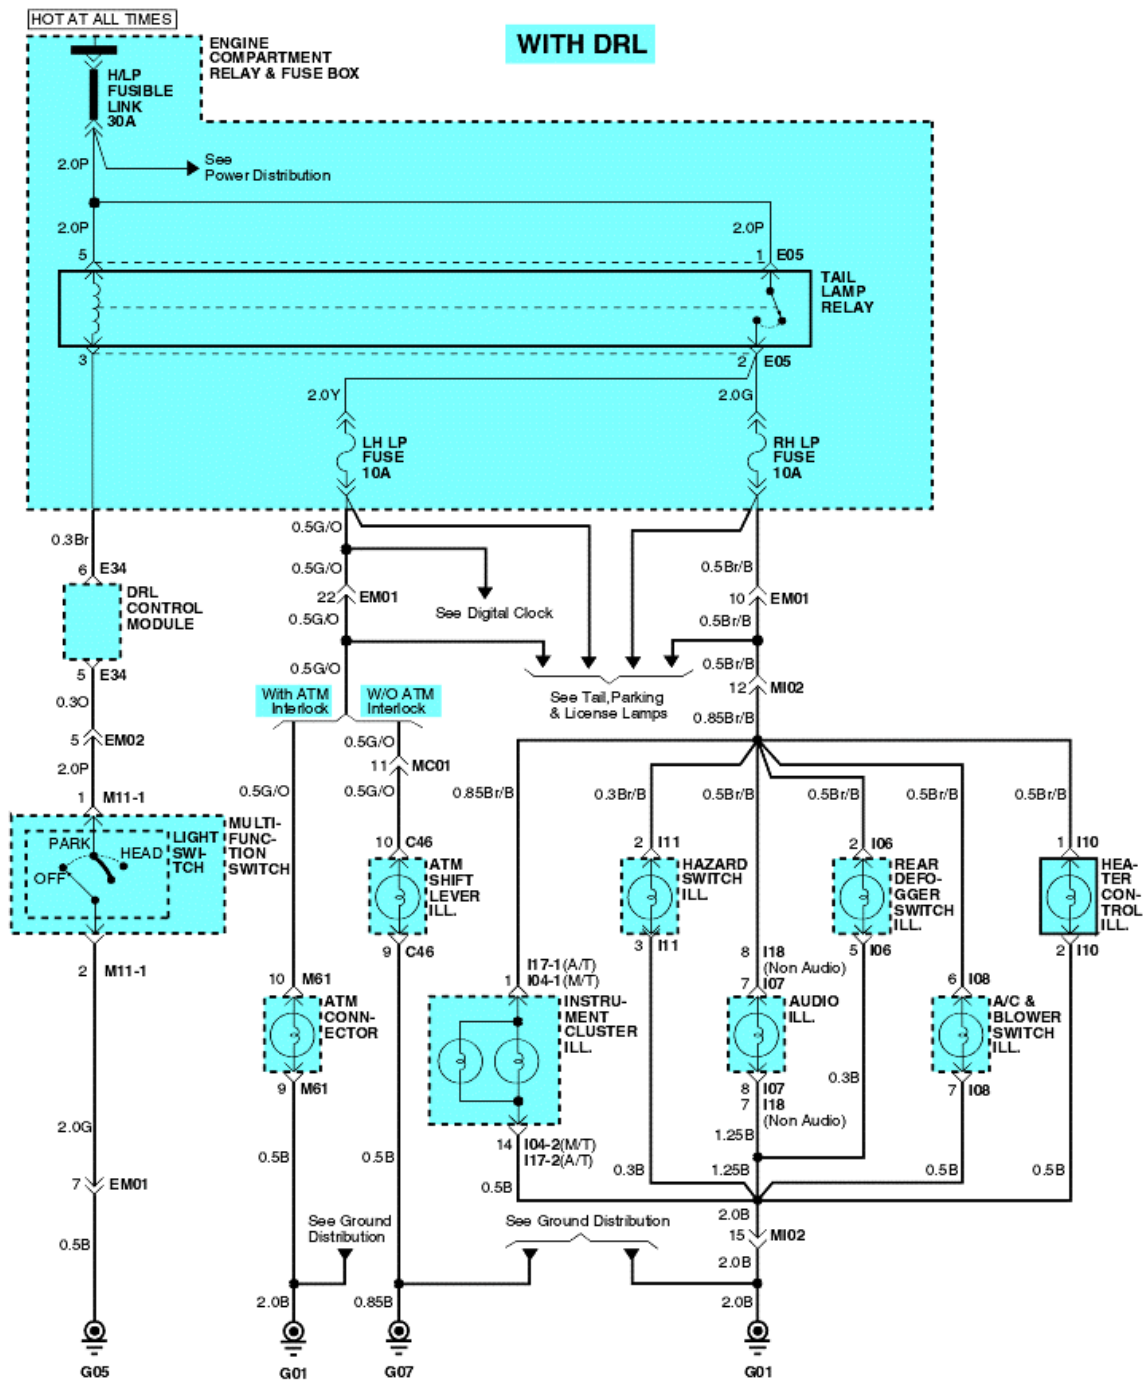 HOT AT ALL TIMES
WITH DRL
ENGINE
COMPARTMENT
RELAY & FUSE BOX
H/LP
FUSIBLE
LINK
30A
2.0P
See
Power Distribution
2.0P
2.0P
5
1
E05
TAIL
LAMP
RELAY
3
2
E05
2.0Y
2.0G
LH LP
FUSE
10A
RH LP
FUSE
10A
0.5G/O
0.3Br
0.5G/O
0.5Br/B
6
E34
22
EM01
10
EM01
DRL
CONTROL
MODULE
See Digital Clock
0.5G/O
0.5Br/B
5
E34
0.5G/O
0.5Br/B
12
MI02
0.3O
With ATM
Interlock
W/O ATM
Interlock
See Tail,Parking
& License Lamps
0.85Br/B
5
EM02
0.5G/O
11
MC01
2.0P
0.5G/O
0.5G/O
0.85Br/B
0.3Br/B
0.5Br/B
0.5Br/B
0.5Br/B
0.5Br/B
1
M11-1
MULTI-
FUNC-
TION
SWITCH
LIGHT
SWI-
TCH
PARK
HEAD
OFF
10
C46
2
I11
2
I06
1
I10
ATM
SHIFT
LEVER
ILL.
HAZARD
SWITCH
ILL.
REAR
DEFO-
GGER
SWITCH
ILL.
HEA-
TER
CON-
TROL
ILL.
9
C46
3
I11
8
I18
(Non Audio)
7
I07
5
I06
2
I10
2
M11-1
10
M61
1
I17-1(A/T)
I04-1(M/T)
6
I08
ATM
CONN-
ECTOR
INSTRU-
MENT
CLUSTER
ILL.
AUDIO
ILL.
A/C &
BLOWER
SWITCH
ILL.
9
M61
8
I07
7
I18
(Non Audio)
0.3B
7
I08
2.0G
14
I04-2(M/T)
I17-2(A/T)
1.25B
0.5B
0.5B
0.5B
0.3B
1.25B
0.5B
0.5B
7
EM01
See Ground
Distribution
See Ground Distribution
2.0B
15
MI02
0.5B
2.0B
2.0B
0.85B
2.0B
G05
G01
G07
G01